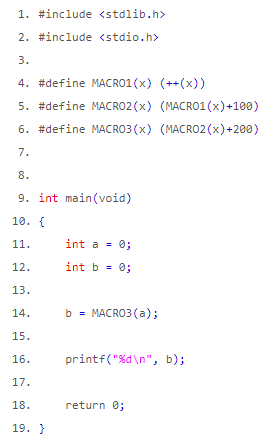 1. #include <stdlib.h>
2. #include <stdio.h>
3.
4. #define MACRO1(x) (++(x))
5. #define MACRO2(x) (MACRO1(x)+100)
6. #define MACRO3(x) (MACRO2(x)+200)
7.
8.
9. int main(void)
10. {
11.     int a = 0;
12.     int b = 0;
13.
14.     b = MACRO3(a);
15.
16.     printf("%d\n", b);
17.
18.     return 0;
19. }